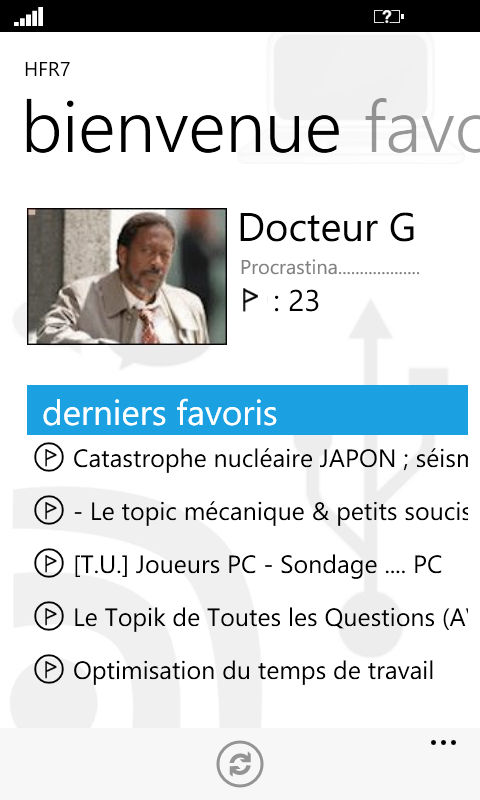 HFR7
bienvenue favo
Docteur G
Procrastina...................
: 23
derniers favoris
Catastrophe nucléaire JAPON ; séism
- Le topic mécanique & petits soucis
[T.U.] Joueurs PC - Sondage .... PC
Le Topik de Toutes les Questions (A
Optimisation du temps de travail